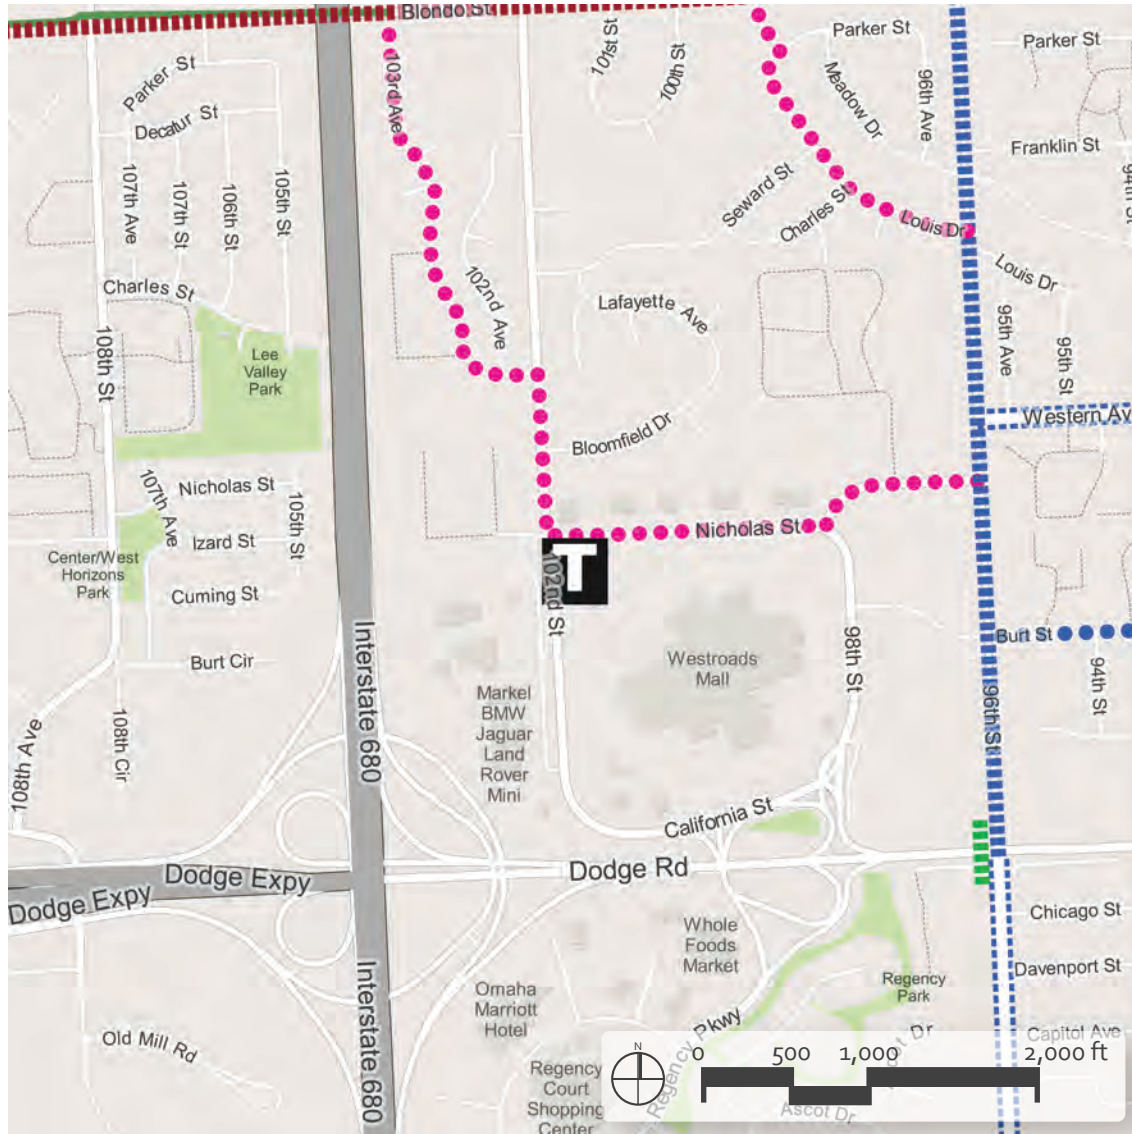 Blondo St
Parker St
Decatur St
107th Ave
107th St
106th St
105th St
Charles St
108th St
Lee
Valley
Park
103rd Ave
102nd Ave
101st St
100th St
Parker St
Meadow Dr
96th Ave
Seward St
Charles St
Louis Dr
Parker St
Franklin St
94th St
Louis Dr
95th Ave
95th St
Lafayette Ave
Bloomfield Dr
Western Av
107th Ave
Nicholas St
Izard St
105th St
Center/West
Horizons
Park
Cuming St
Burt Cir
Nicholas St
T
102nd St
Westroads
Mall
98th St
Burt St
94th St
96th St
Interstate 680
Markel
BMW
Jaguar
Land
Rover
Mini
108th Ave
108th Cir
California St
Dodge Expy
Dodge Expy
Dodge Rd
Whole
Foods
Market
Chicago St
Davenport St
Regency
Park
Capitol Ave
Omaha
Marriott
Hotel
Old Mill Rd
Interstate 680
Regency Pkwy
Regency
Court
Shopping
Center
Dr
Ascot Dr
N
0 500 1,000 2,000 ft